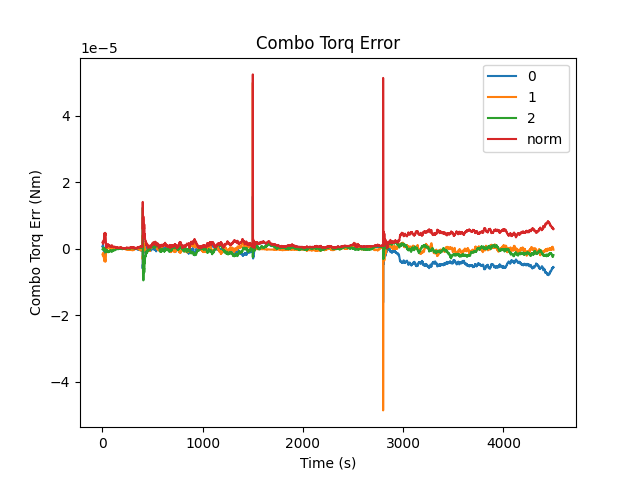 Combo Torq Error
1e−5
0
1
2
norm
4
2
0
−2
−4
Combo Torq Err (Nm)
0
1000
2000
3000
4000
Time (s)